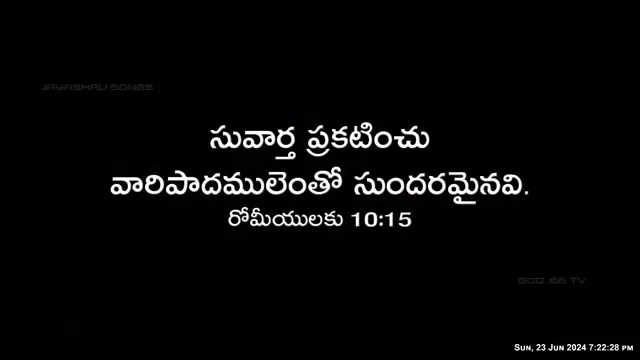 JAYASHALI SONGS
సువార్త ప్రకటించు
వారిపాదములెంతో సుందరమైనవి.
రోమీయులకు 10:15
GOD 66 TV
Sun, 23 Jun 2024 7:22:28 PM